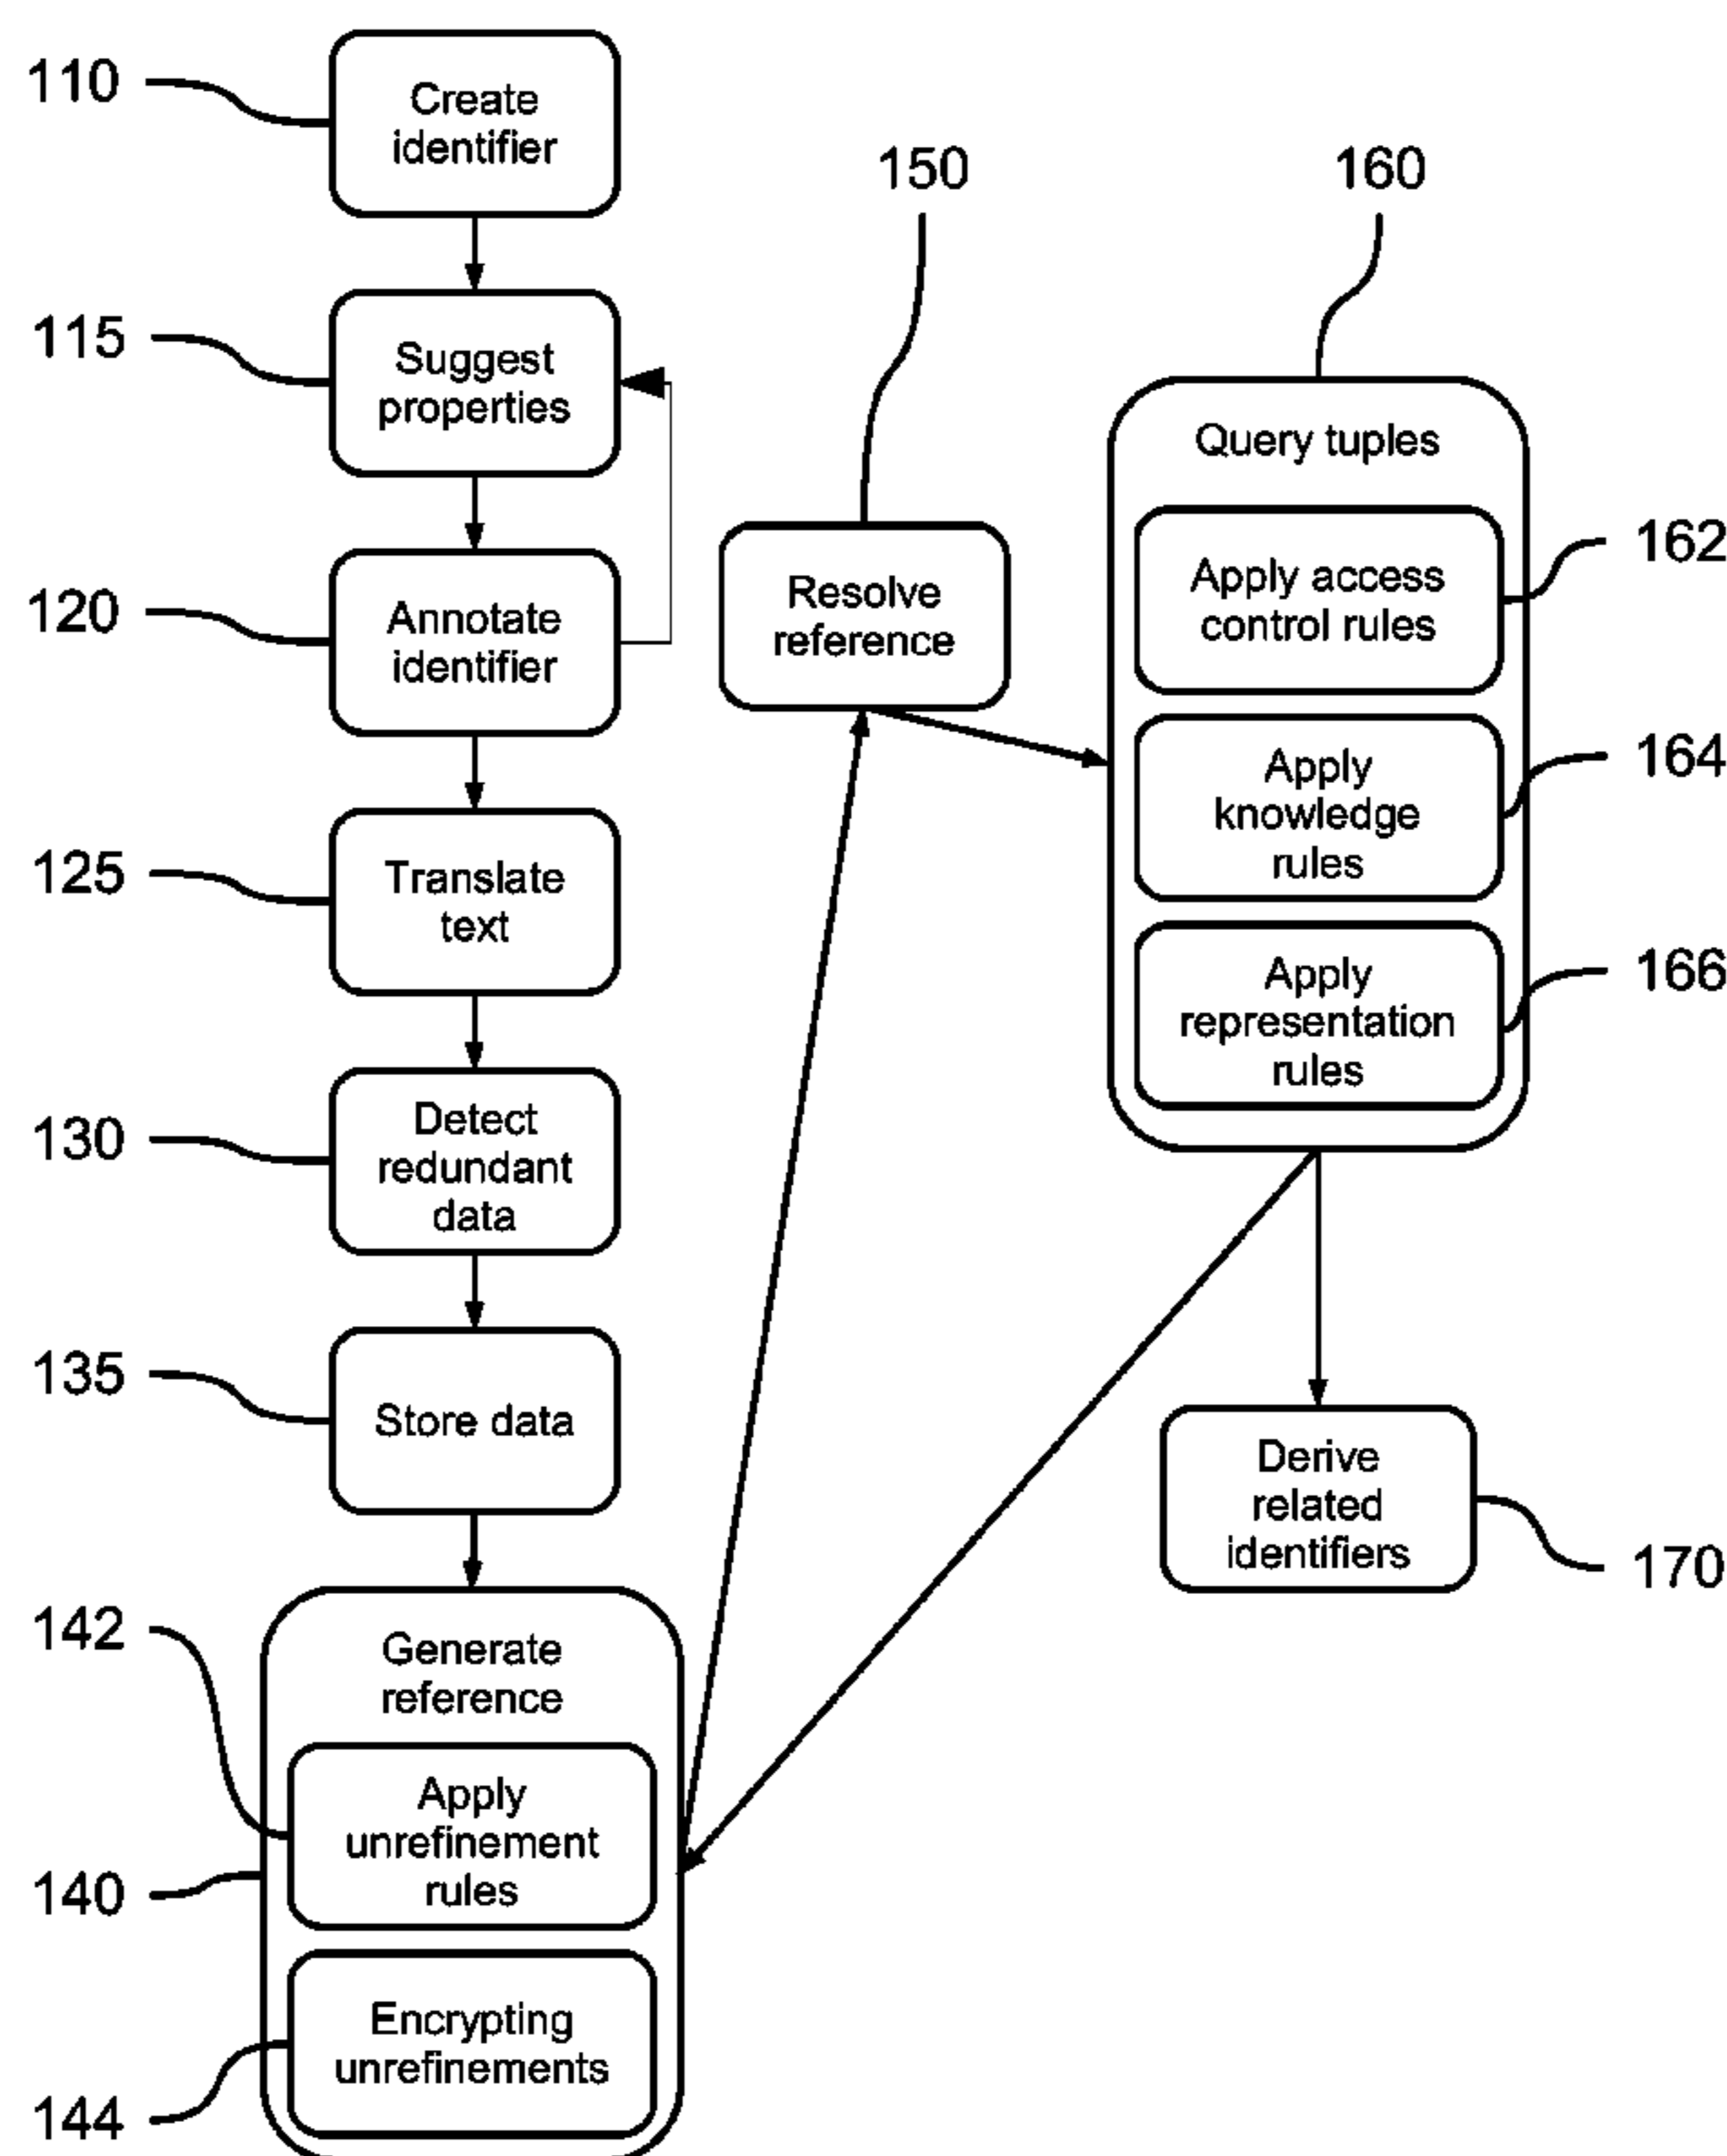 110
Create
identifier
115
Suggest
properties
120
Annotate
identifier
125
Translate
text
130
Detect
redundant
data
135
Store data
142
140
144
Generate
reference
Apply
unrefinement
rules
Encrypting
unrefinements
150
Resolve
reference
160
Query tuples
Apply access
control rules
162
Apply
knowledge
rules
164
Apply
representation
rules
166
Derive
related
identifiers
170